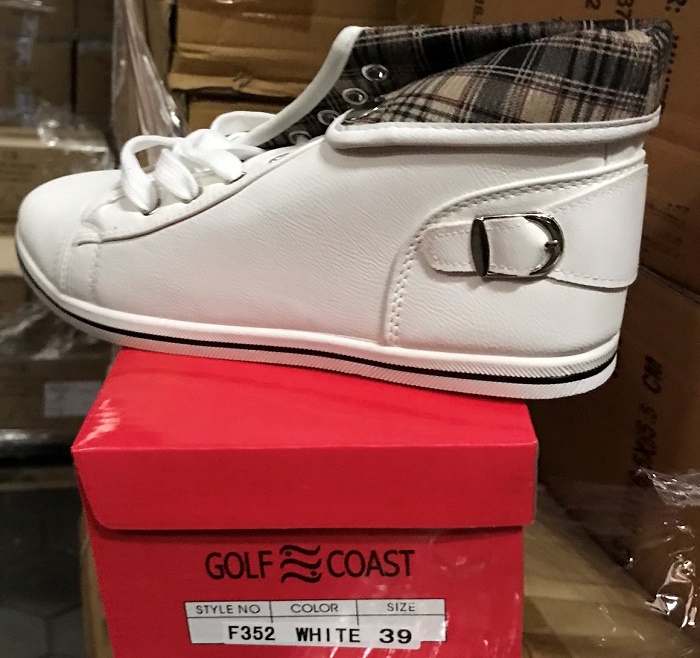 GOLF COAST
STYLE NO COLOR SIZE
F352 WHITE 39